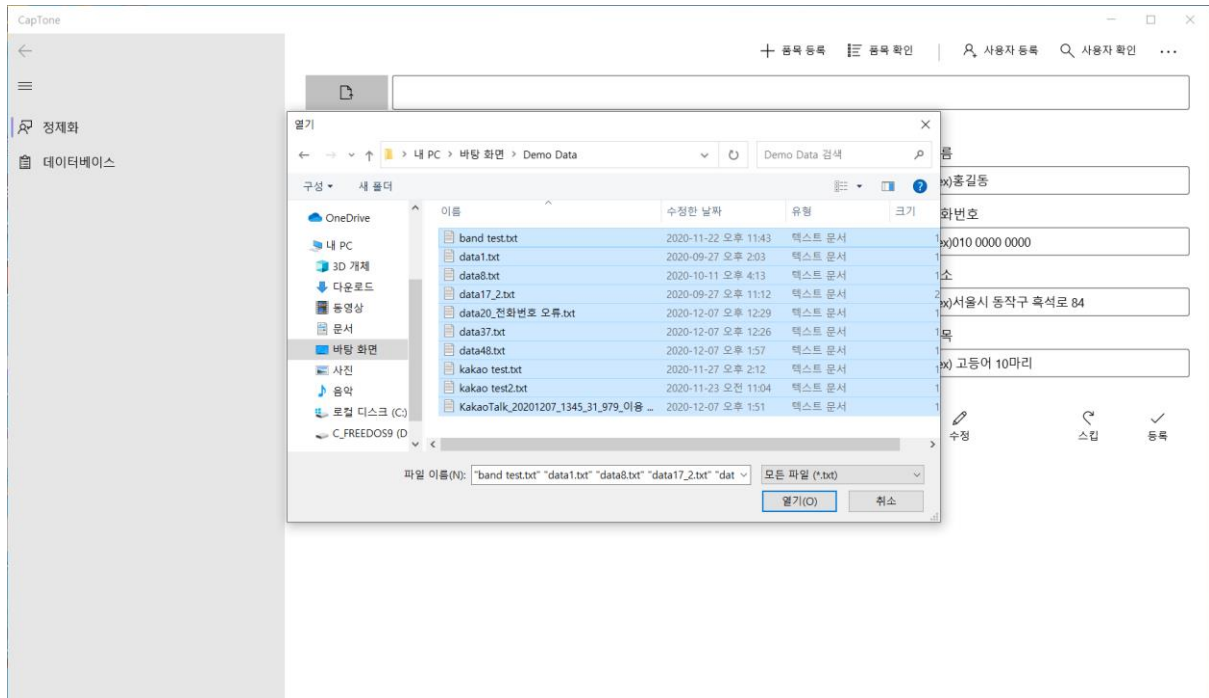 CapTone
품목 등록 품목 확인 | 사용자 등록 사용자 확인 ...
정제화
데이터베이스
열기
내 PC > 바탕 화면 > Demo Data
Demo Data 검색
구성 새 폴더
이름 수정한 날짜 유형 크기
OneDrive
내 PC
3D 개체
다운로드
동영상
문서
바탕 화면
사진
음악
로컬 디스크 (C:)
C_FREEDOS9 (D
band test.txt 2020-11-22 오후 11:43 텍스트 문서 1
data1.txt 2020-09-27 오후 2:03 텍스트 문서 1
data8.txt 2020-10-11 오후 4:13 텍스트 문서 1
data17_2.txt 2020-09-27 오후 11:12 텍스트 문서 2
data20_전화번호 오류.txt 2020-12-07 오후 12:29 텍스트 문서 1
data37.txt 2020-12-07 오후 12:26 텍스트 문서 1
data48.txt 2020-12-07 오후 1:57 텍스트 문서 1
kakao test.txt 2020-11-27 오후 2:12 텍스트 문서 1
kakao test2.txt 2020-11-23 오전 11:04 텍스트 문서 1
KakaoTalk_20201207_1345_31_979_이용 ... 2020-12-07 오후 1:51 텍스트 문서 1
파일 이름(N): "band test.txt" "data1.txt" "data8.txt" "data17_2.txt" "dat
모든 파일 (*.txt)
열기(O) 취소
름
ex)홍길동
화번호
ex)010 0000 0000
소
ex)서울시 동작구 흑석로 84
목
ex) 고등어 10마리
수정 스킵 등록